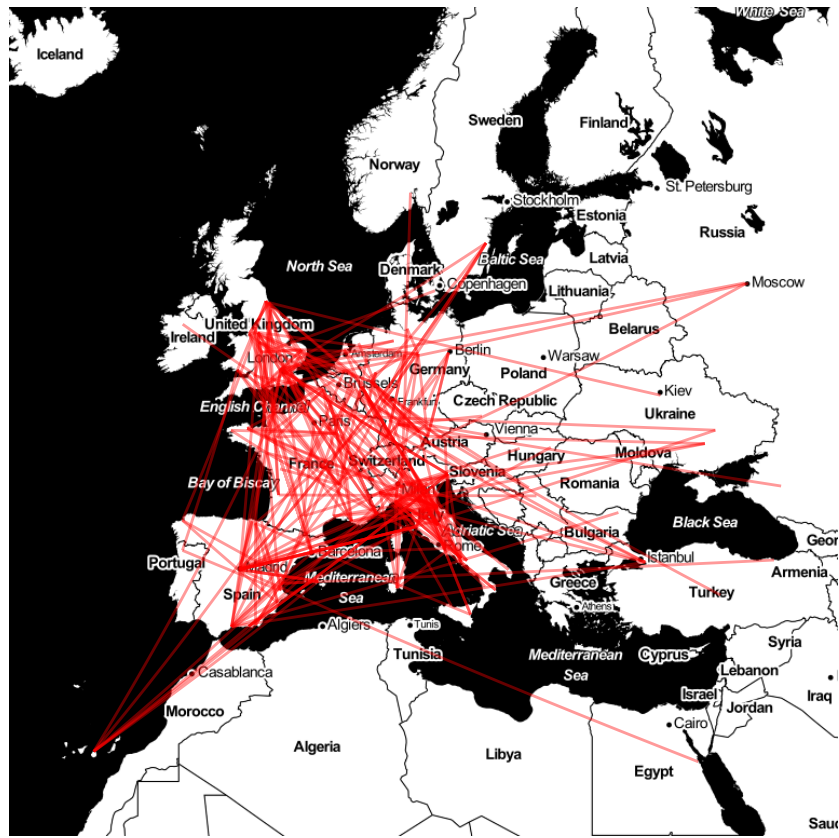 White Sea
Iceland
Sweden
Finland
Norway
St. Petersburg
Stockholm
Estonia
Russia
North Sea
Baltic Sea
Latvia
Denmark
Copenhagen
Moscow
Lithuania
United Kingdom
Ireland
Belarus
London
Amsterdam
Berlin
Warsaw
Germany
Poland
Brussels
Kiev
Frankfurt
Czech Republic
English Channel
Ukraine
Paris
Vienna
Austria
Hungary
Moldova
France
Switzerland
Slovenia
Bay of Biscay
Romania
Milan
Black Sea
Adriatic Sea
Bulgaria
Geor
Rome
Barcelona
Istanbul
Portugal
Madrid
Armenia
Mediterranean
Sea
Greece
Spain
Turkey
Athens
Algiers
Tunis
Syria
Tunisia
Mediterranean
Sea
Cyprus
Casablanca
Lebanon
Israel
Iraq
Jordan
Morocco
Cairo
Algeria
Libya
Egypt
Saud